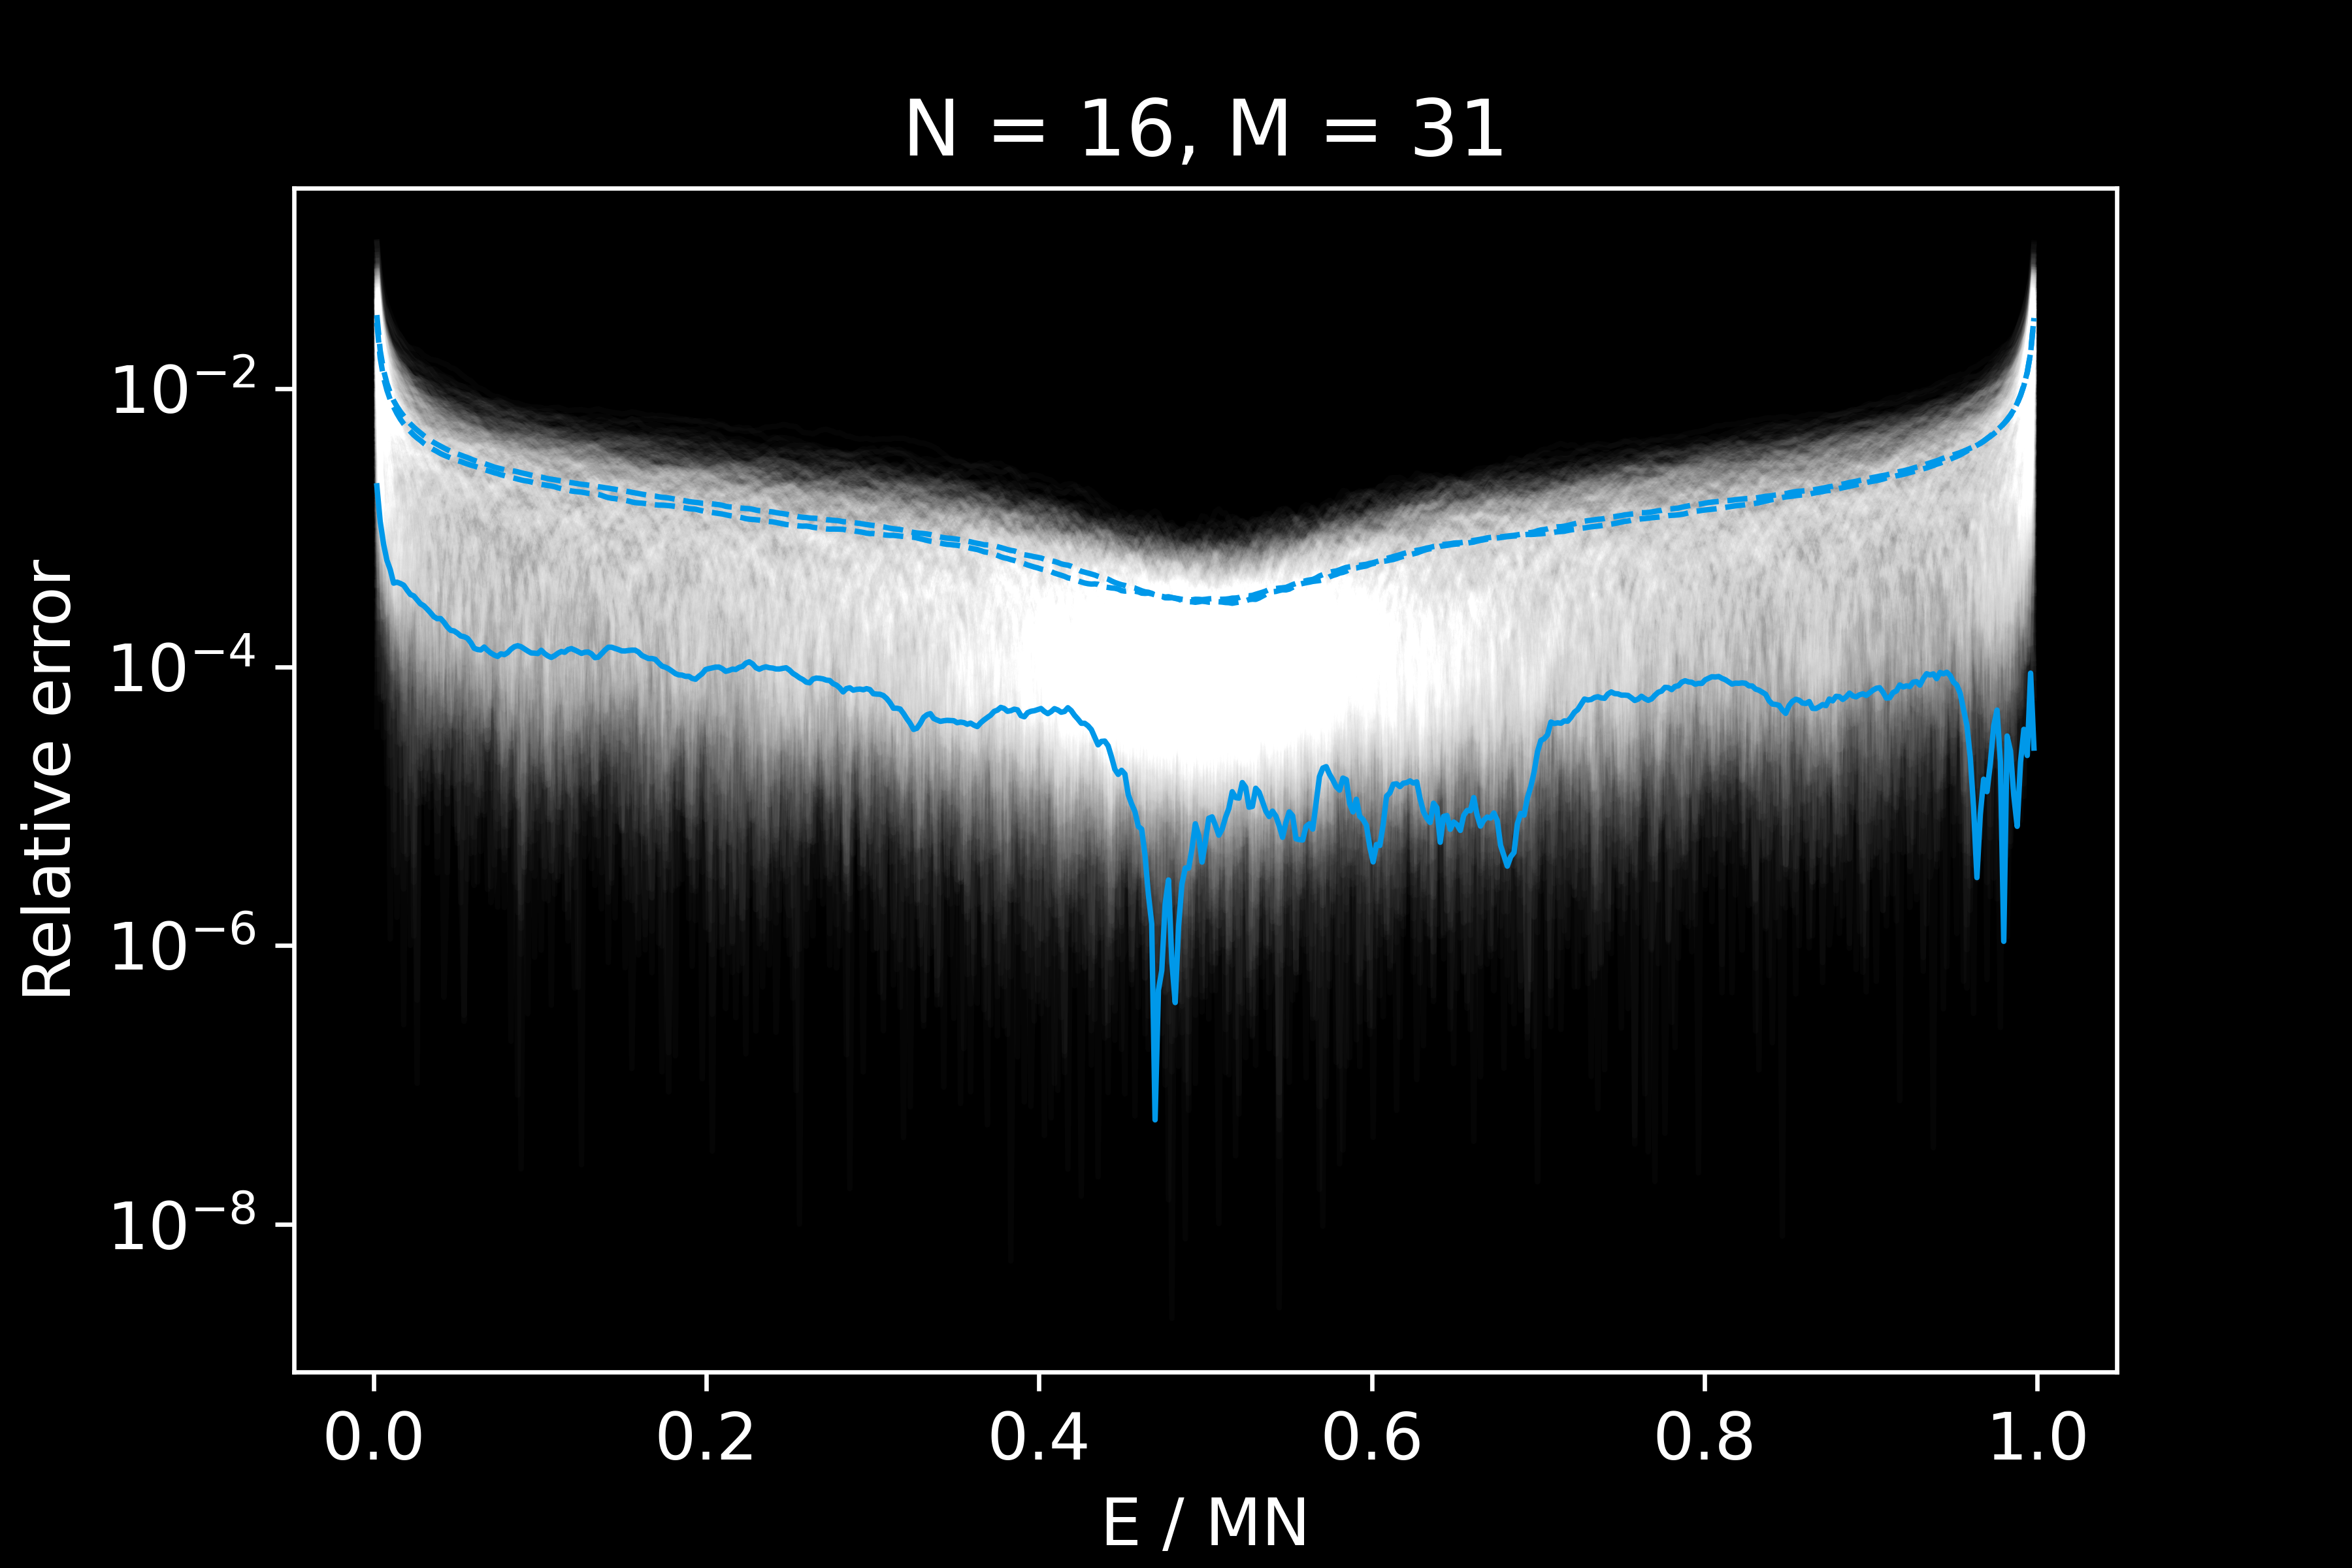 N = 16, M = 31
Relative error
10⁻²
10⁻⁴
10⁻⁶
10⁻⁸
0.0 0.2 0.4 0.6 0.8 1.0
E / MN